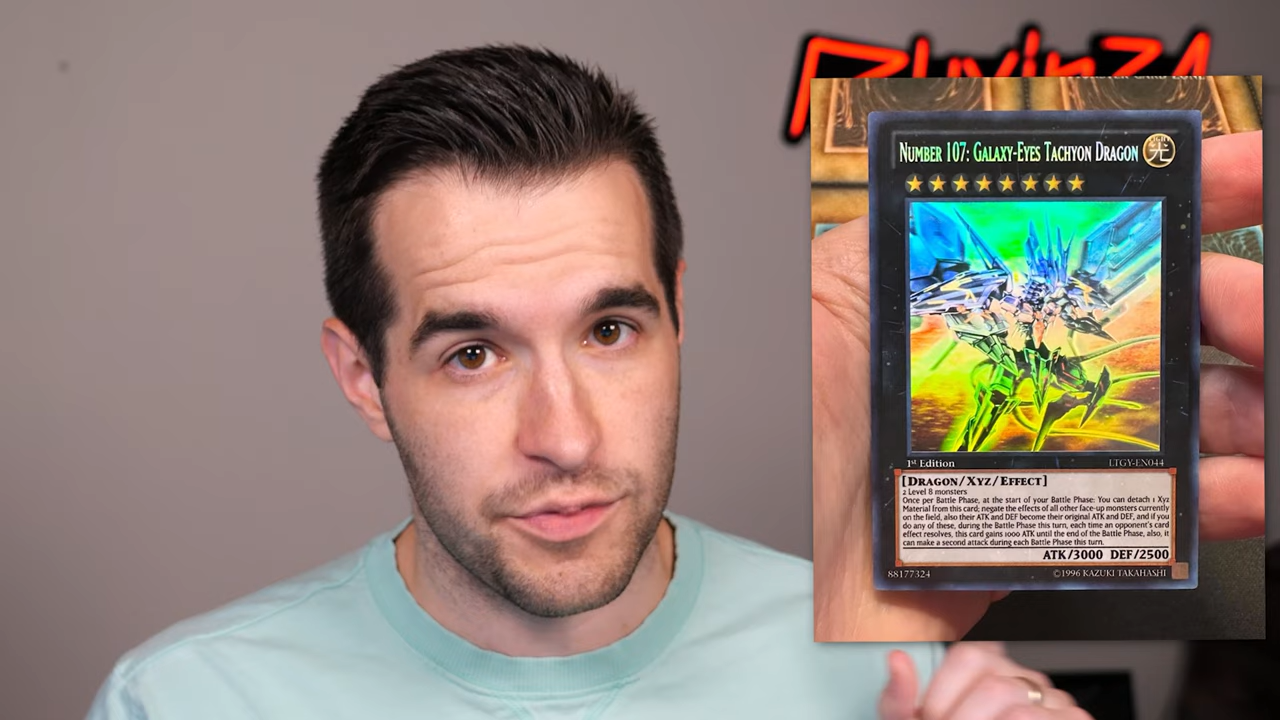 Ruxin34
NUMBER 107: GALAXY-EYES TACHYON DRAGON
光
1st Edition
LTGY-EN044
[DRAGON/XYZ/EFFECT]
2 Level 8 monsters
Once per Battle Phase, at the start of your Battle Phase: You can detach 1 Xyz
Material from this card; negate the effects of all other face-up monsters currently
on the field, also their ATK and DEF become their original ATK and DEF, and if you
do any of these, during the Battle Phase this turn, each time an opponent's card
effect resolves, this card gains 1000 ATK until the end of the Battle Phase, also, it
can make a second attack during each Battle Phase this turn.
ATK/3000 DEF/2500
88177324
©1996 KAZUKI TAKAHASHI